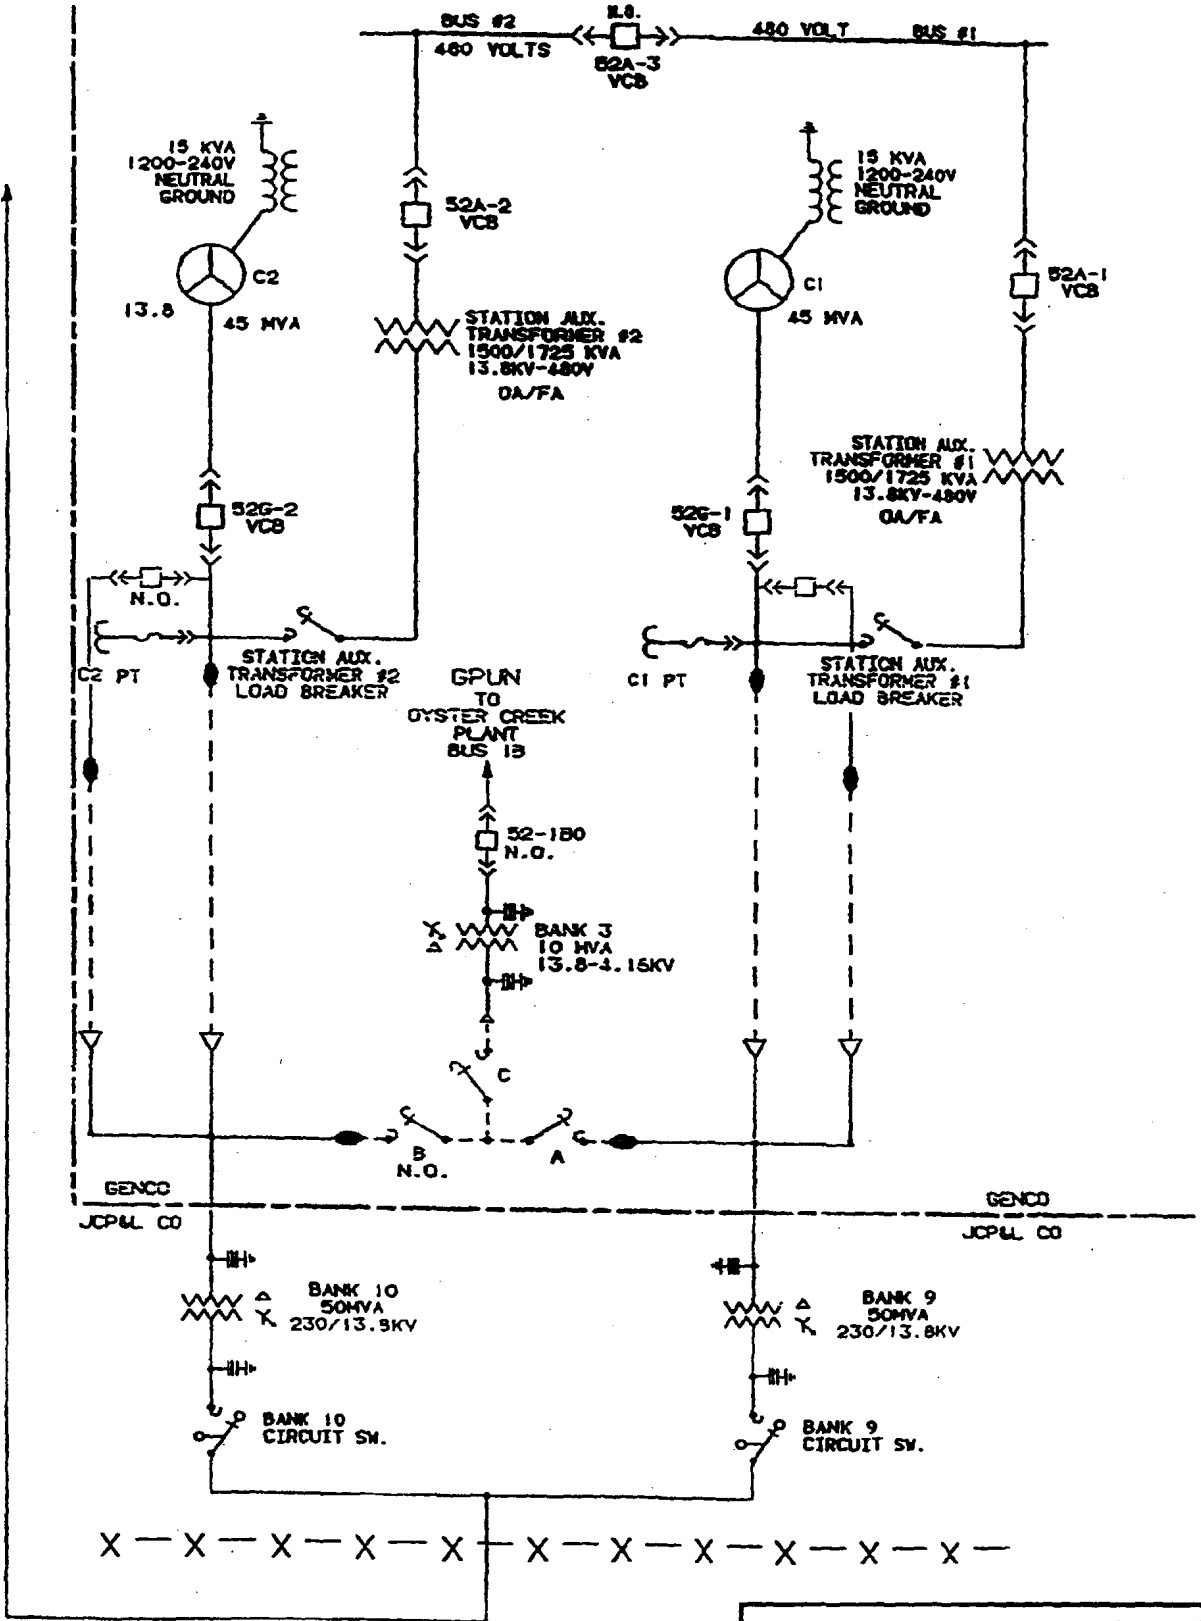 BUS #2
N.O.
480 VOLT
BUS #1
460 VOLTS
52A-3
VCB
15 KVA
1200-240V
NEUTRAL
GROUND
52A-2
VCB
15 KVA
1200-240V
NEUTRAL
GROUND
C2
13.8
45 MVA
C1
45 MVA
52A-1
VCB
STATION AUX.
TRANSFORMER #2
1500/1725 KVA
13.8KV-480V
OA/FA
STATION AUX.
TRANSFORMER #1
1500/1725 KVA
13.8KV-480V
OA/FA
52G-2
VCB
52G-1
VCB
N.O.
C2 PT
STATION AUX.
TRANSFORMER #2
LOAD BREAKER
C1 PT
STATION AUX.
TRANSFORMER #1
LOAD BREAKER
GPUN
TO
OYSTER CREEK
PLANT
BUS 1B
52-1B0
N.O.
BANK 3
10 MVA
13.8-4.16KV
C
B
N.O.
A
GENCO
JCP&L CO
GENCO
JCP&L CO
BANK 10
50MVA
230/13.8KV
BANK 9
50MVA
230/13.8KV
BANK 10
CIRCUIT SW.
BANK 9
CIRCUIT SW.
X — X — X — X — X — X — X — X — X — X — X —